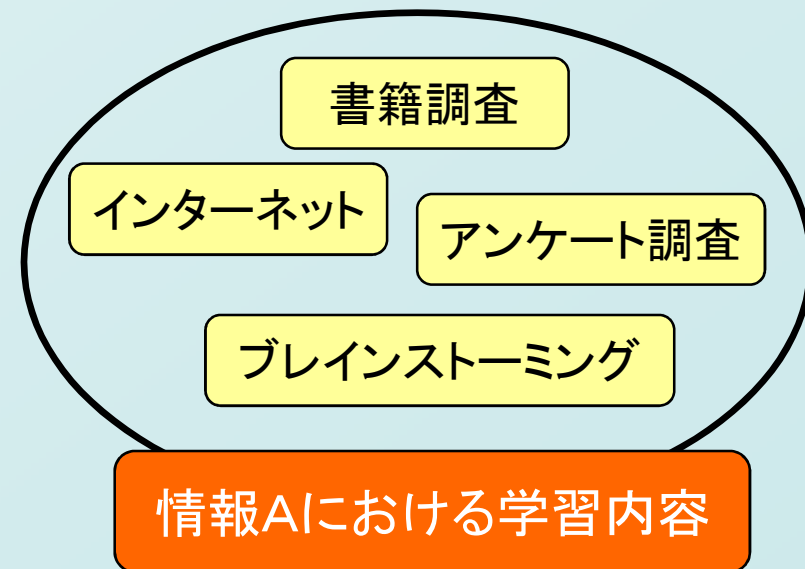 書籍調査
インターネット
アンケート調査
ブレインストーミング
情報Aにおける学習内容